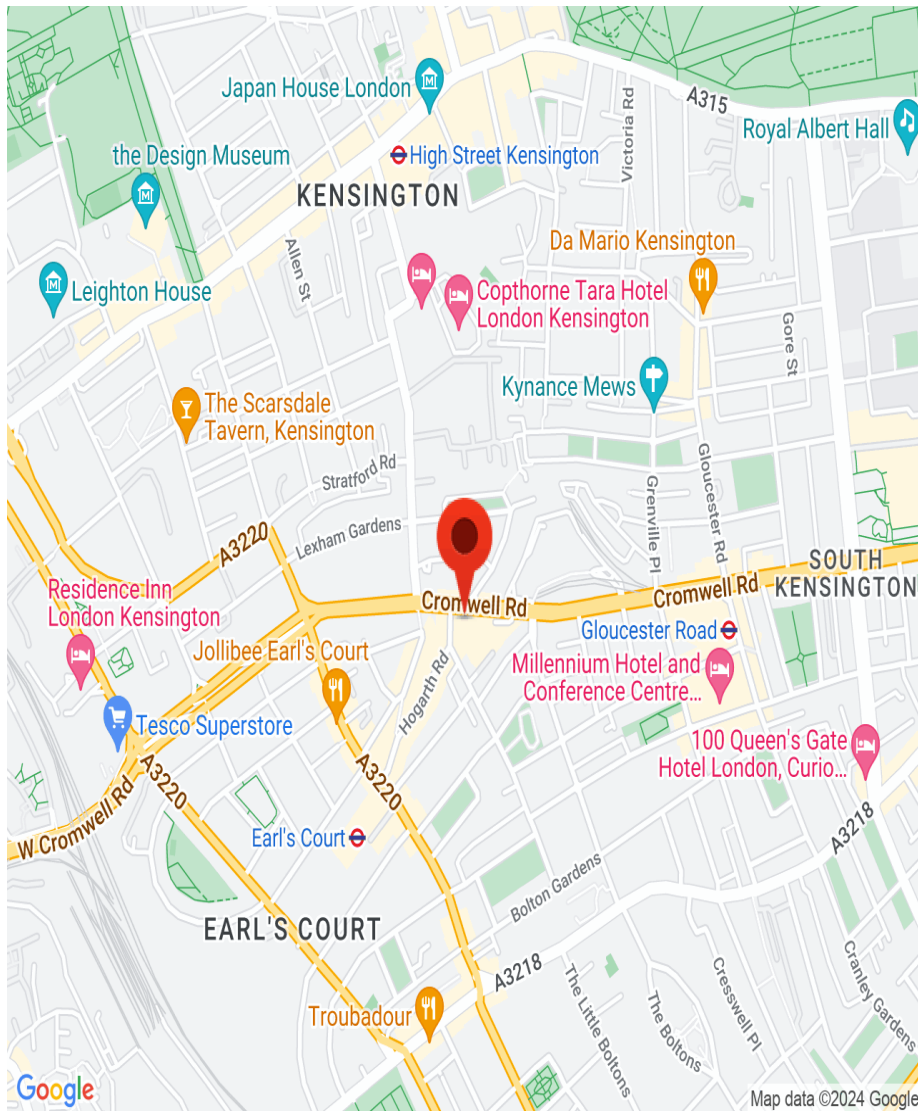 Japan House London
A315
Victoria Rd
Royal Albert Hall
the Design Museum
High Street Kensington
KENSINGTON
Allen St
Da Mario Kensington
Leighton House
Copthorne Tara Hotel
London Kensington
Gore St
Kynance Mews
The Scarsdale
Tavern, Kensington
Stratford Rd
Gloucester Rd
Grenville Pl
Lexham Gardens
A3220
SOUTH
KENSINGTON
Residence Inn
London Kensington
Cromwell Rd
Cromwell Rd
Gloucester Road
Jollibee Earl's Court
Hogarth Rd
Millennium Hotel and
Conference Centre...
Tesco Superstore
100 Queen's Gate
Hotel London, Curio...
A3220
A3220
W Cromwell Rd
Earl's Court
A3218
Bolton Gardens
EARL'S COURT
A3218
The Little Boltons
The Boltons
Cresswell Pl
Cranley Gardens
Troubadour
Google
Map data ©2024 Google